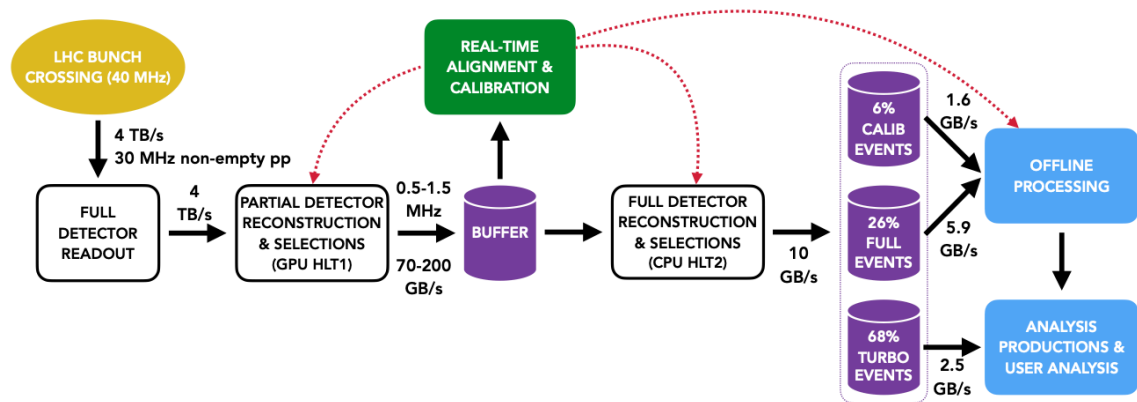 LHC BUNCH
CROSSING (40 MHz)
4 TB/s
30 MHz non-empty pp
FULL
DETECTOR
READOUT
4
TB/s
PARTIAL DETECTOR
RECONSTRUCTION
& SELECTIONS
(GPU HLT1)
0.5-1.5
MHz
70-200
GB/s
REAL-TIME
ALIGNMENT &
CALIBRATION
BUFFER
FULL DETECTOR
RECONSTRUCTION
& SELECTIONS
(CPU HLT2)
10
GB/s
6%
CALIB
EVENTS
26%
FULL
EVENTS
68%
TURBO
EVENTS
1.6
GB/s
5.9
GB/s
2.5
GB/s
OFFLINE
PROCESSING
ANALYSIS
PRODUCTIONS &
USER ANALYSIS